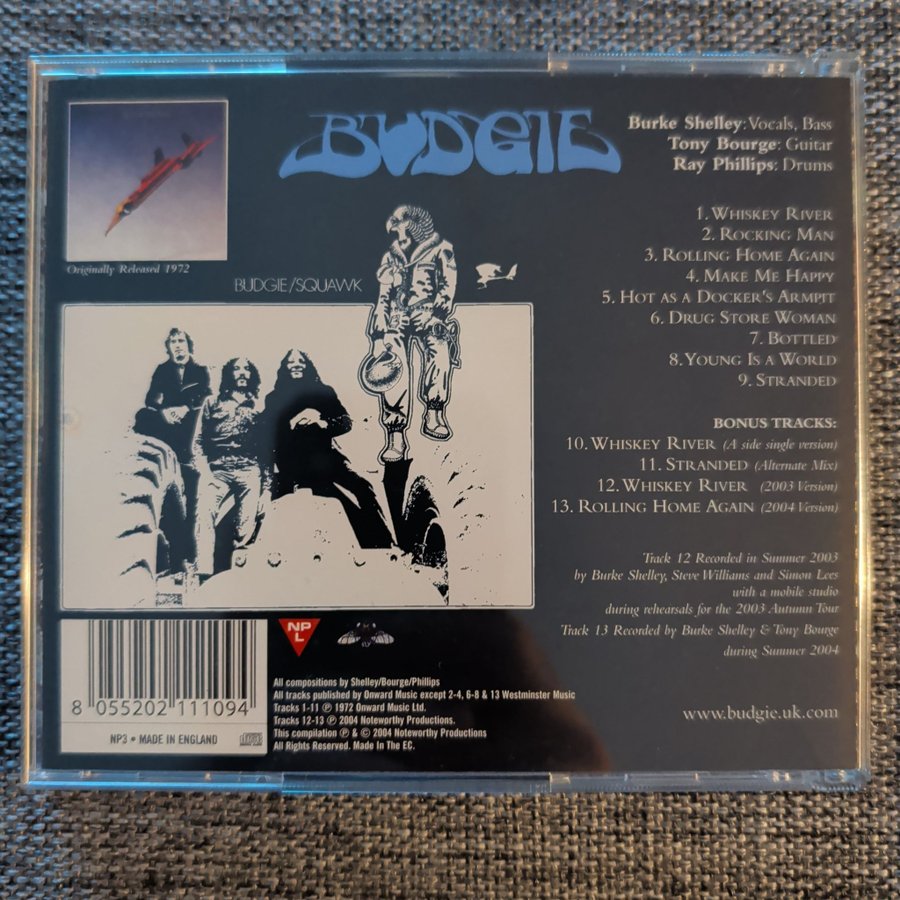 BUDGIE
Burke Shelley: Vocals, Bass
Tony Bourge: Guitar
Ray Phillips: Drums
Originally Released 1972
BUDGIE/SQUAWK
1. WHISKEY RIVER
2. ROCKING MAN
3. ROLLING HOME AGAIN
4. MAKE ME HAPPY
5. HOT AS A DOCKER'S ARMPIT
6. DRUG STORE WOMAN
7. BOTTLED
8. YOUNG IS A WORLD
9. STRANDED
BONUS TRACKS:
10. WHISKEY RIVER (A side single version)
11. STRANDED (Alternate Mix)
12. WHISKEY RIVER (2003 Version)
13. ROLLING HOME AGAIN (2004 Version)
Track 12 Recorded in Summer 2003
by Burke Shelley, Steve Williams and Simon Lees
with a mobile studio
during rehearsals for the 2003 Autumn Tour
Track 13 Recorded by Burke Shelley & Tony Bourge
during Summer 2004
www.budgie.uk.com
8 055202 111094
NP3 • MADE IN ENGLAND
NP
L
All compositions by Shelley/Bourge/Phillips
All tracks published by Onward Music except 2-4, 6-8 & 13 Westminster Music
Tracks 1-11 ℗ 1972 Onward Music Ltd.
Tracks 12-13 ℗ 2004 Noteworthy Productions.
This compilation ℗ & © 2004 Noteworthy Productions
All Rights Reserved. Made In The EC.